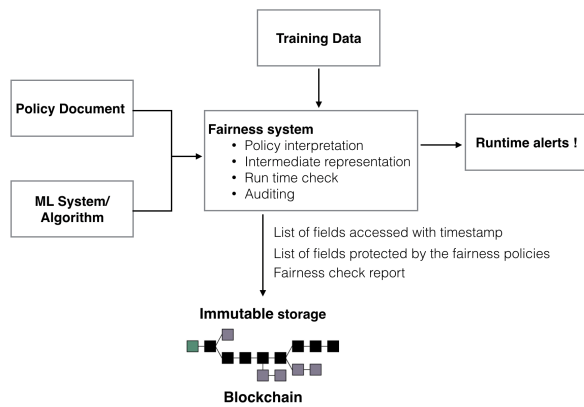 Training Data
Policy Document
ML System/
Algorithm
Fairness system
• Policy interpretation
• Intermediate representation
• Run time check
• Auditing
Runtime alerts !
List of fields accessed with timestamp
List of fields protected by the fairness policies
Fairness check report
Immutable storage
Blockchain